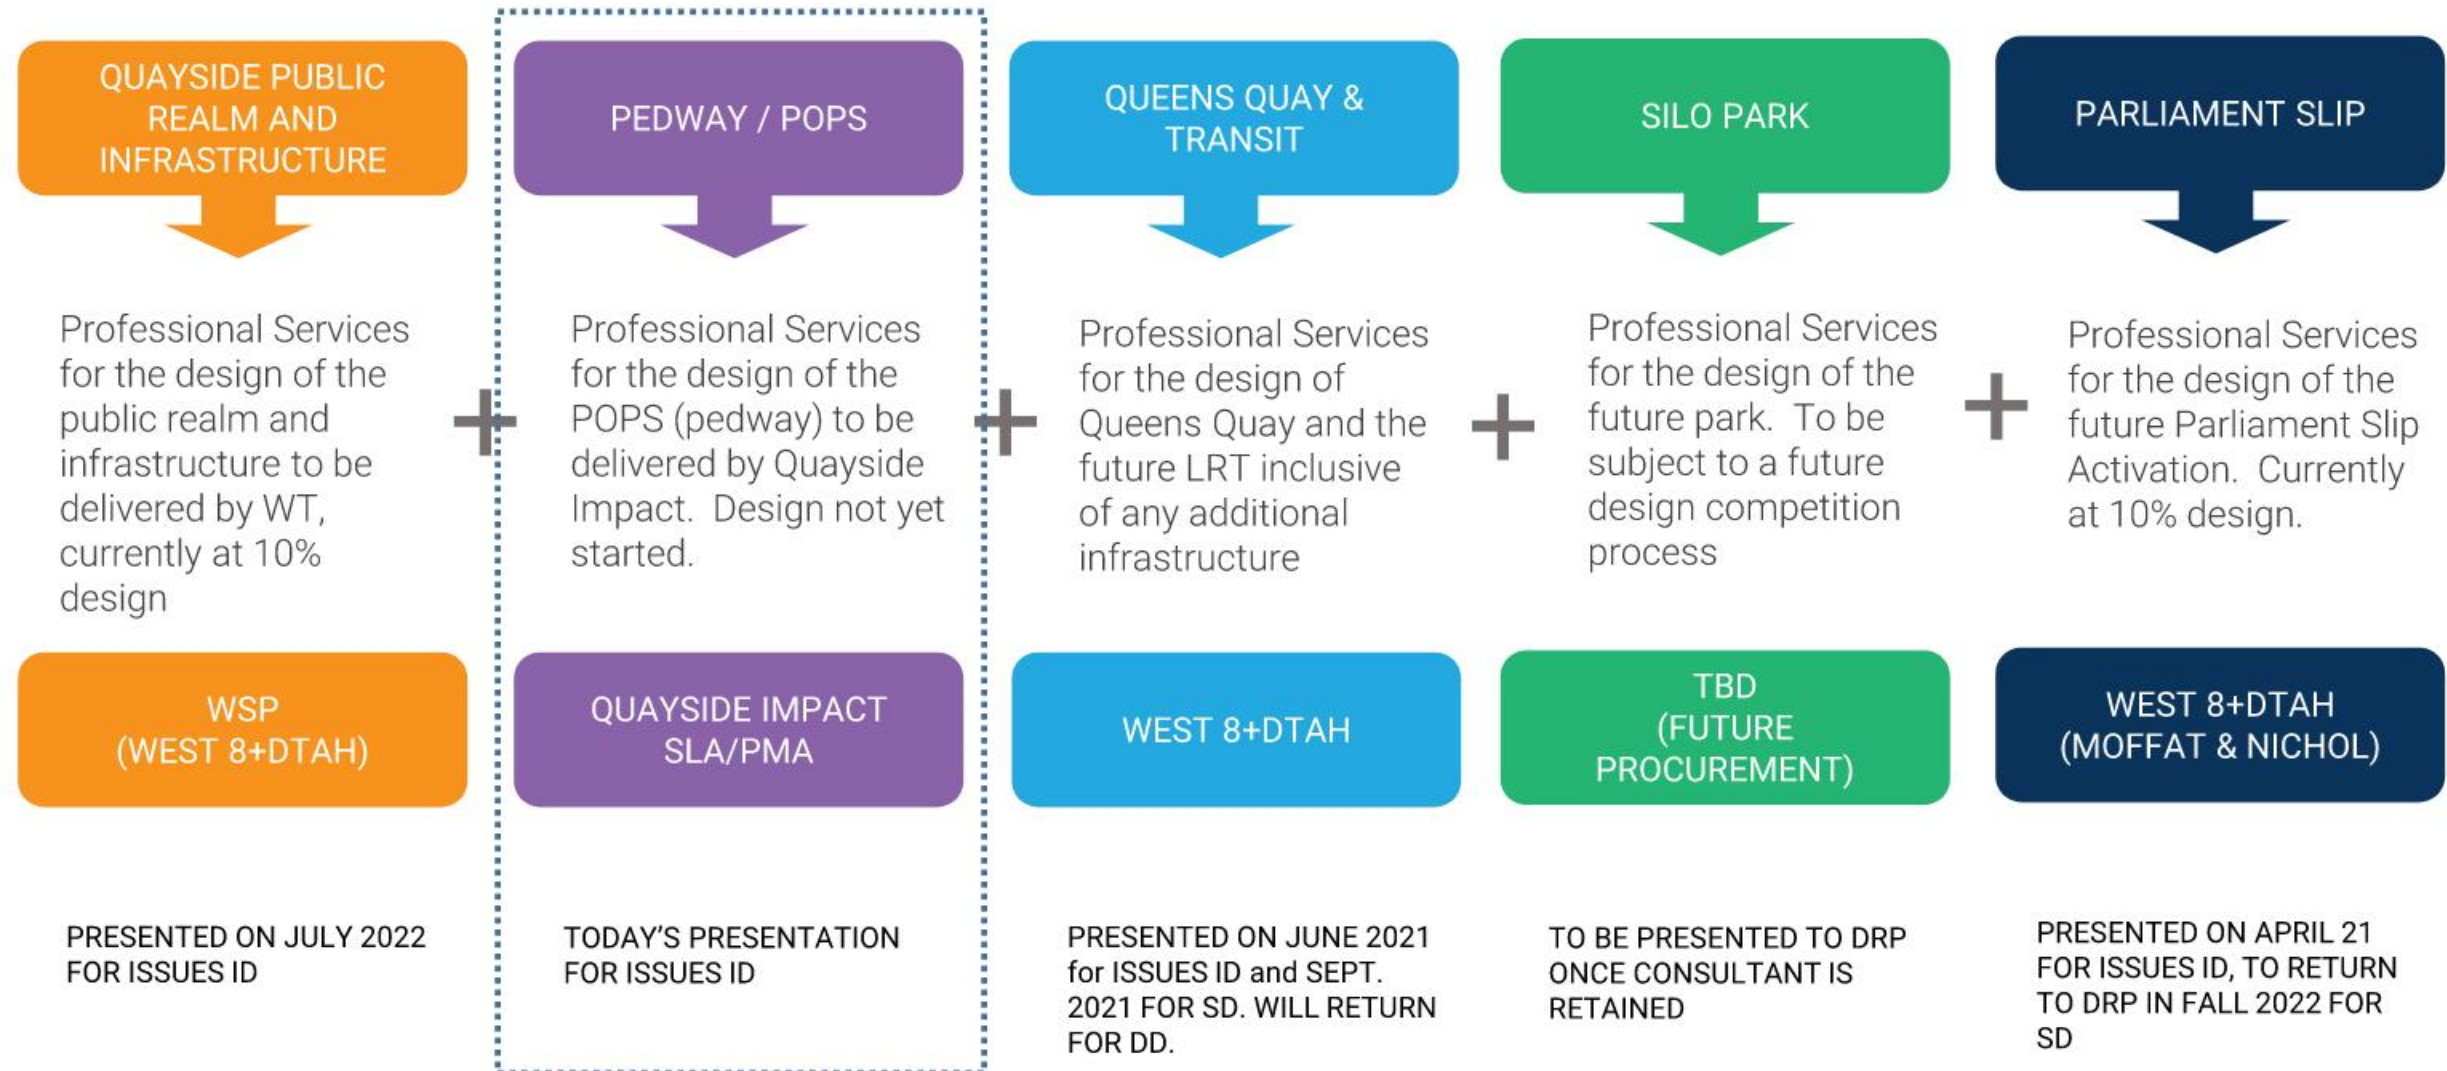 QUAYSIDE PUBLIC
REALM AND
INFRASTRUCTURE
Professional Services
for the design of the
public realm and
infrastructure to be
delivered by WT,
currently at 10%
design
WSP
(WEST 8+DTAH)
PRESENTED ON JULY 2022
FOR ISSUES ID
+
PEDWAY / POPS
Professional Services
for the design of the
POPS (pedway) to be
delivered by Quayside
Impact. Design not yet
started.
QUAYSIDE IMPACT
SLA/PMA
TODAY'S PRESENTATION
FOR ISSUES ID
+
QUEENS QUAY &
TRANSIT
Professional Services
for the design of
Queens Quay and the
future LRT inclusive
of any additional
infrastructure
WEST 8+DTAH
PRESENTED ON JUNE 2021
for ISSUES ID and SEPT.
2021 FOR SD. WILL RETURN
FOR DD.
+
SILO PARK
Professional Services
for the design of the
future park. To be
subject to a future
design competition
process
TBD
(FUTURE
PROCUREMENT)
TO BE PRESENTED TO DRP
ONCE CONSULTANT IS
RETAINED
+
PARLIAMENT SLIP
Professional Services
for the design of the
future Parliament Slip
Activation. Currently
at 10% design.
WEST 8+DTAH
(MOFFAT & NICHOL)
PRESENTED ON APRIL 21
FOR ISSUES ID, TO RETURN
TO DRP IN FALL 2022 FOR
SD